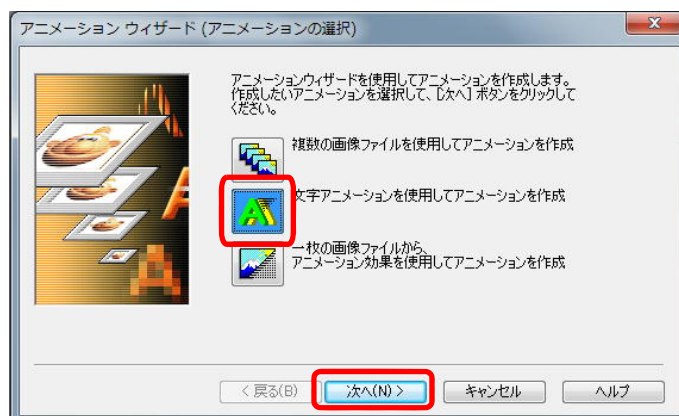 アニメーション ウィザード (アニメーションの選択)
アニメーションウィザードを使用してアニメーションを作成します。
作成したいアニメーションを選択して、[次へ] ボタンをクリックして
ください。
複数の画像ファイルを使用してアニメーションを作成
文字アニメーションを使用してアニメーションを作成
一枚の画像ファイルから、
アニメーション効果を使用してアニメーションを作成
< 戻る(B) 次へ(N) > キャンセル ヘルプ